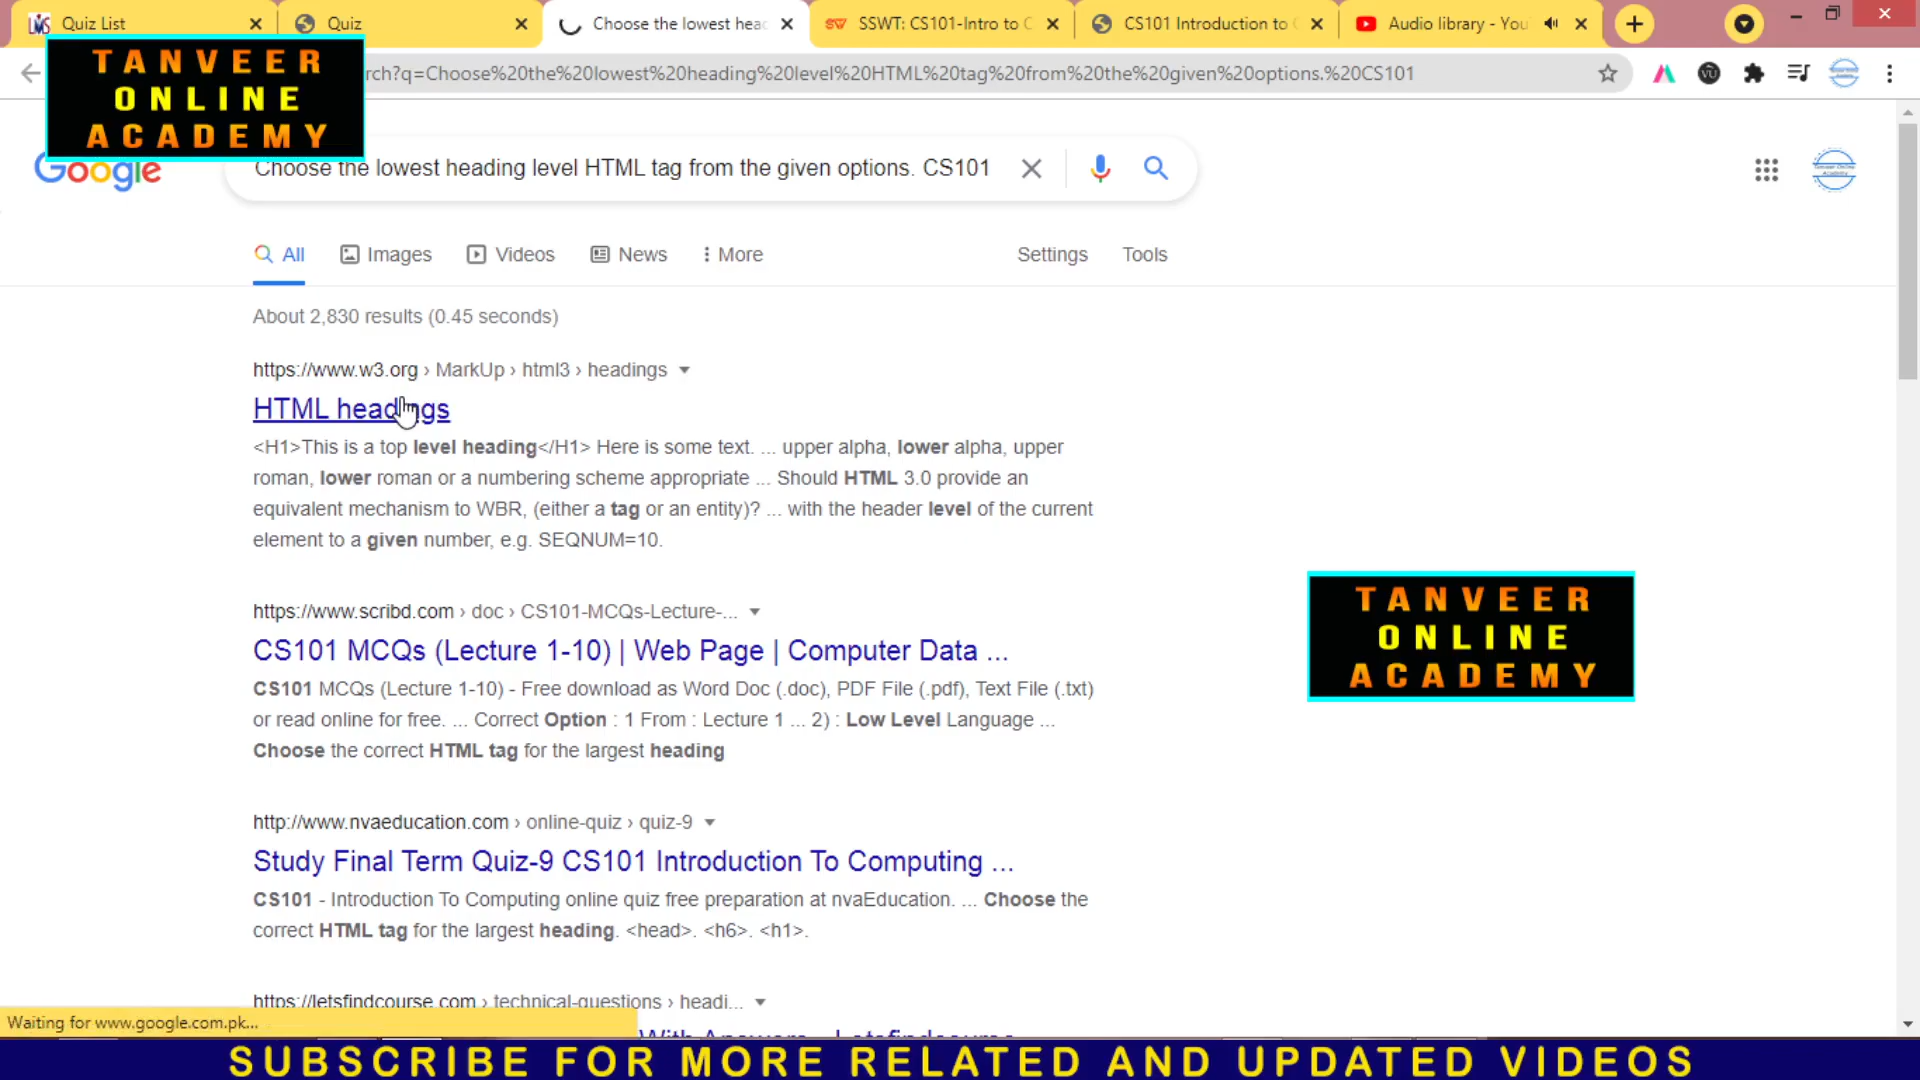 Quiz List
Quiz
Choose the lowest head
SSWT: CS101-Intro to C
CS101 Introduction to
Audio library - You
rch?q=Choose%20the%20lowest%20heading%20level%20HTML%20tag%20from%20the%20given%20options.%20CS101
TANVEER
ONLINE
ACADEMY
Google
Choose the lowest heading level HTML tag from the given options. CS101
All
Images
Videos
News
More
Settings
Tools
About 2,830 results (0.45 seconds)
https://www.w3.org › MarkUp › html3 › headings
HTML headings
<H1>This is a top level heading</H1> Here is some text. ... upper alpha, lower alpha, upper
roman, lower roman or a numbering scheme appropriate ... Should HTML 3.0 provide an
equivalent mechanism to WBR, (either a tag or an entity)? ... with the header level of the current
element to a given number, e.g. SEQNUM=10.
https://www.scribd.com › doc › CS101-MCQs-Lecture-...
CS101 MCQs (Lecture 1-10) | Web Page | Computer Data ...
CS101 MCQs (Lecture 1-10) - Free download as Word Doc (.doc), PDF File (.pdf), Text File (.txt)
or read online for free. ... Correct Option : 1 From : Lecture 1 ... 2) : Low Level Language ...
Choose the correct HTML tag for the largest heading
TANVEER
ONLINE
ACADEMY
http://www.nvaeducation.com › online-quiz › quiz-9
Study Final Term Quiz-9 CS101 Introduction To Computing ...
CS101 - Introduction To Computing online quiz free preparation at nvaEducation. ... Choose the
correct HTML tag for the largest heading. <head>. <h6>. <h1>.
https://letsfindcourse.com › technical-questions › headi...
With Answers - Letsfindcourse
Waiting for www.google.com.pk...
SUBSCRIBE FOR MORE RELATED AND UPDATED VIDEOS